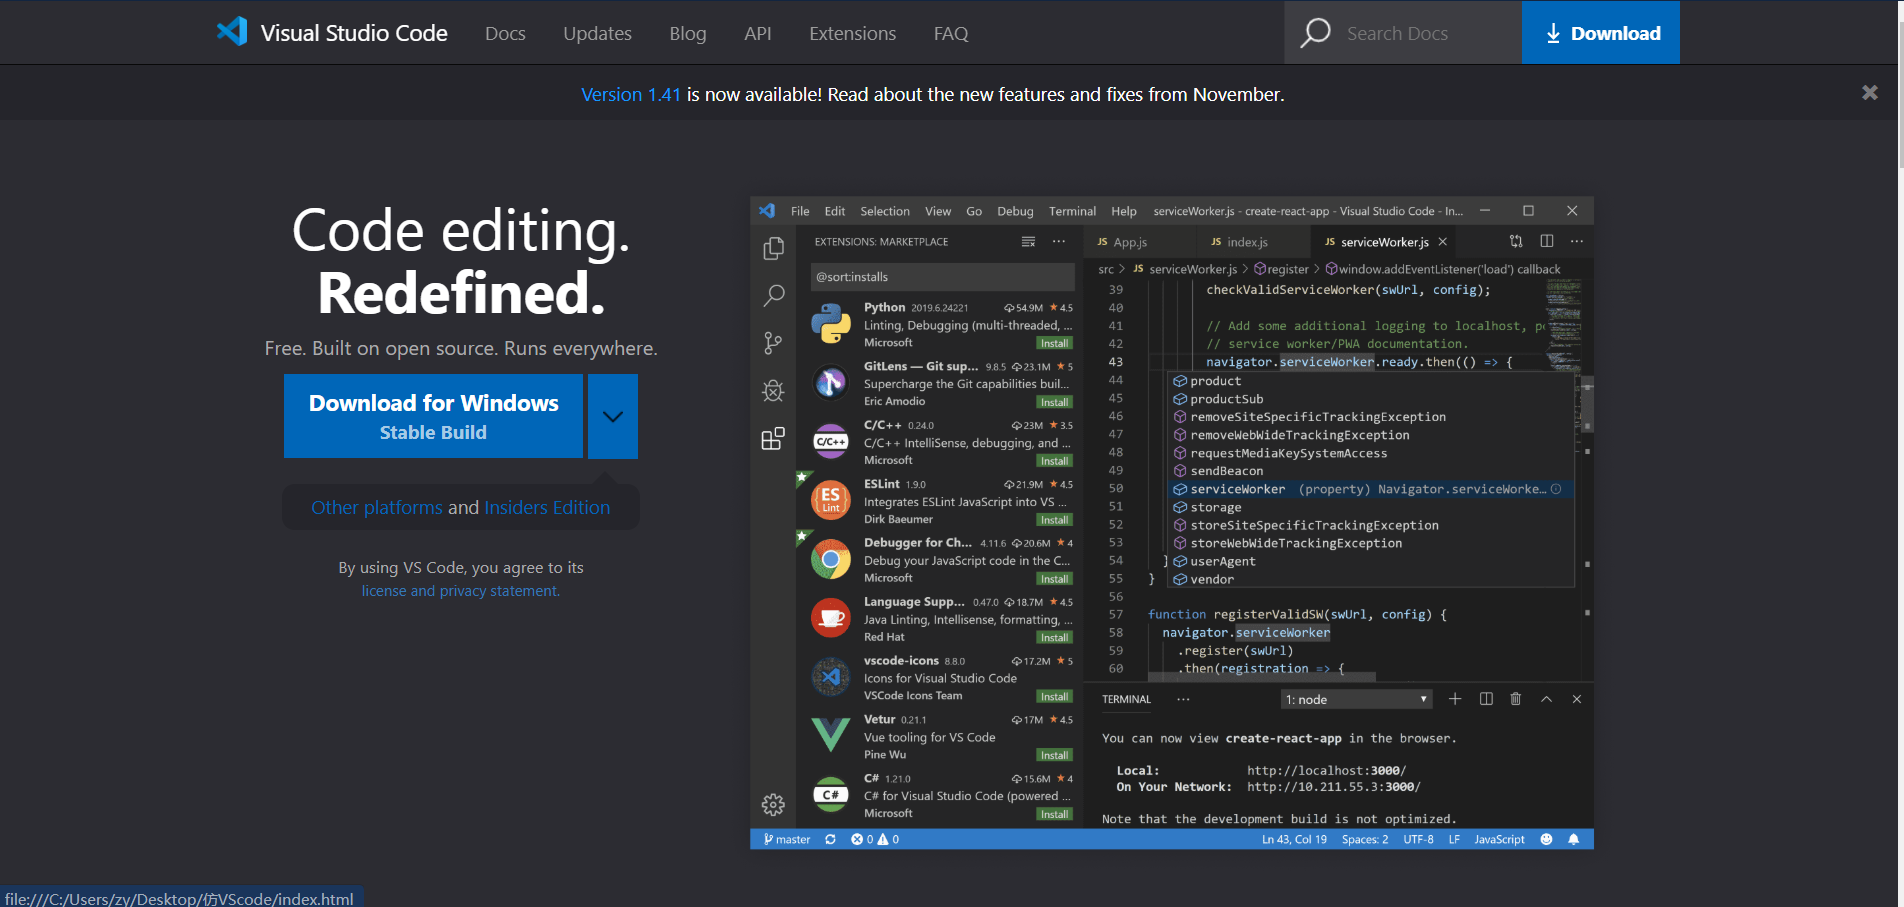 Visual Studio Code Docs Updates Blog API Extensions FAQ Search Docs Download
Version 1.41 is now available! Read about the new features and fixes from November.
Code editing.
Redefined.
Free. Built on open source. Runs everywhere.
Download for Windows
Stable Build
Other platforms and Insiders Edition
By using VS Code, you agree to its
license and privacy statement.
File Edit Selection View Go Debug Terminal Help serviceWorker.js - create-react-app - Visual Studio Code - In...
EXTENSIONS: MARKETPLACE
@sort:installs
Python 2019.6.24221 54.9M ★ 4.5
Linting, Debugging (multi-threaded, ...
Microsoft Install
GitLens — Git sup... 9.8.5 23.1M ★ 5
Supercharge the Git capabilities buil...
Eric Amodio Install
C/C++
C/C++ 0.24.0 23M ★ 3.5
C/C++ IntelliSense, debugging, and ...
Microsoft Install
ES
Lint
ESLint 1.9.0 21.9M ★ 4.5
Integrates ESLint JavaScript into VS ...
Dirk Baeumer Install
Debugger for Ch... 4.11.6 20.6M ★ 4
Debug your JavaScript code in the C...
Microsoft Install
Language Supp... 0.47.0 18.7M ★ 4.5
Java Linting, Intellisense, formatting, ...
Red Hat Install
vscode-icons 8.8.0 17.2M ★ 5
Icons for Visual Studio Code
VSCode Icons Team Install
Vetur 0.21.1 17M ★ 4.5
Vue tooling for VS Code
Pine Wu Install
C#
C# 1.21.0 15.6M ★ 4
C# for Visual Studio Code (powered ...
Microsoft Install
JS App.js JS index.js JS serviceWorker.js
src > JS serviceWorker.js > register > window.addEventListener('load') callback
39 checkValidServiceWorker(swUrl, config);
40
41 // Add some additional logging to localhost, p
42 // service worker/PWA documentation.
43 navigator.serviceWorker.ready.then(() => {
44 product
45 productSub
46 removeSiteSpecificTrackingException
47 removeWebWideTrackingException
48 requestMediaKeySystemAccess
49 sendBeacon
50 serviceWorker (property) Navigator.serviceWorke...
51 storage
52 storeSiteSpecificTrackingException
53 storeWebWideTrackingException
54 } userAgent
55 } vendor
56
57 function registerValidSW(swUrl, config) {
58 navigator.serviceWorker
59 .register(swUrl)
60 .then(registration => {
TERMINAL ... 1: node
You can now view create-react-app in the browser.
Local: http://localhost:3000/
On Your Network: http://10.211.55.3:3000/
Note that the development build is not optimized.
master 0 0 Ln 43, Col 19 Spaces: 2 UTF-8 LF JavaScript
file:///C:/Users/zy/Desktop/仿VScode/index.html